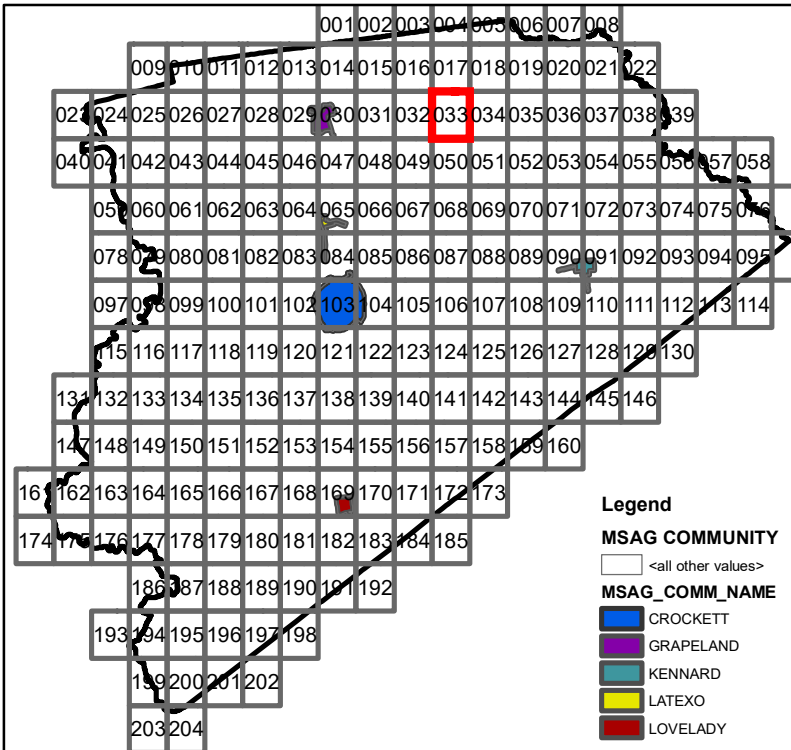 001 002 003 004 005 006 007 008
009 010 011 012 013 014 015 016 017 018 019 020 021 022
023 024 025 026 027 028 029 030 031 032 033 034 035 036 037 038 039
040 041 042 043 044 045 046 047 048 049 050 051 052 053 054 055 056 057 058
059 060 061 062 063 064 065 066 067 068 069 070 071 072 073 074 075 076
078 079 080 081 082 083 084 085 086 087 088 089 090 091 092 093 094 095
097 098 099 100 101 102 103 104 105 106 107 108 109 110 111 112 113 114
115 116 117 118 119 120 121 122 123 124 125 126 127 128 129 130
131 132 133 134 135 136 137 138 139 140 141 142 143 144 145 146
147 148 149 150 151 152 153 154 155 156 157 158 159 160
161 162 163 164 165 166 167 168 169 170 171 172 173
174 175 176 177 178 179 180 181 182 183 184 185
186 187 188 189 190 191 192
193 194 195 196 197 198
199 200 201 202
203 204
Legend
MSAG COMMUNITY
<all other values>
MSAG_COMM_NAME
CROCKETT
GRAPELAND
KENNARD
LATEXO
LOVELADY